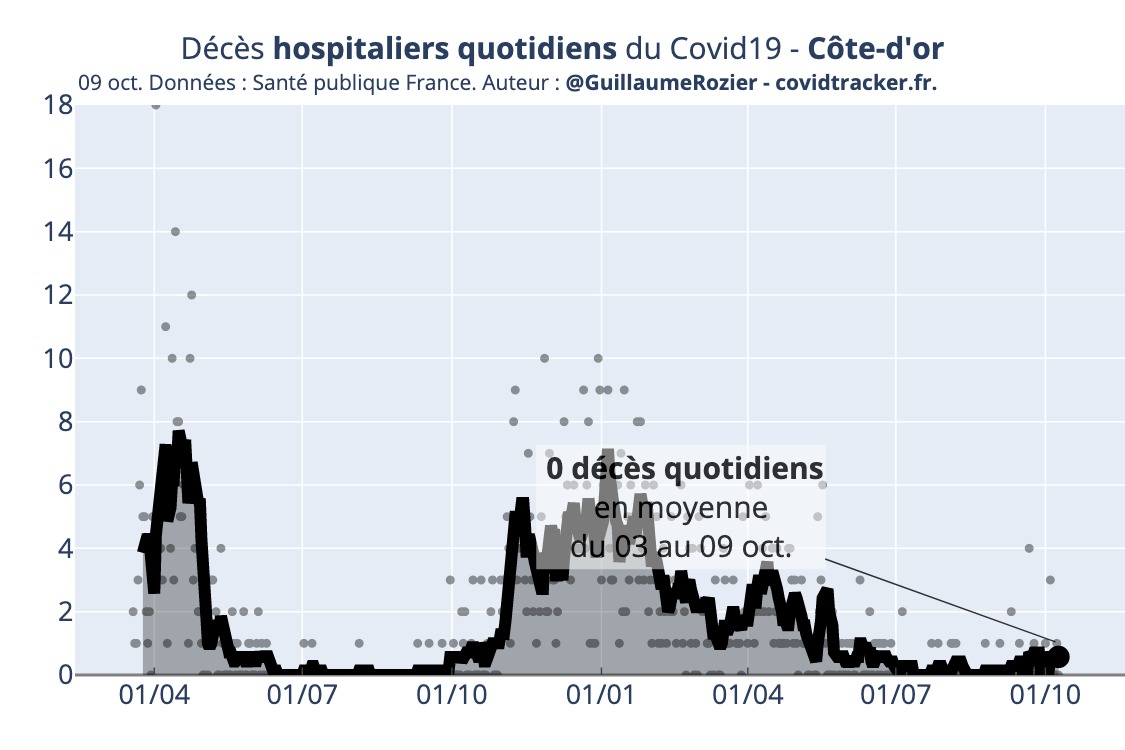 Décès hospitaliers quotidiens du Covid19 - Côte-d'or
09 oct. Données : Santé publique France. Auteur : @GuillaumeRozier - covidtracker.fr.
18
16
14
12
10
8
6
4
2
0
0 décès quotidiens
en moyenne
du 03 au 09 oct.
01/04 01/07 01/10 01/01 01/04 01/07 01/10